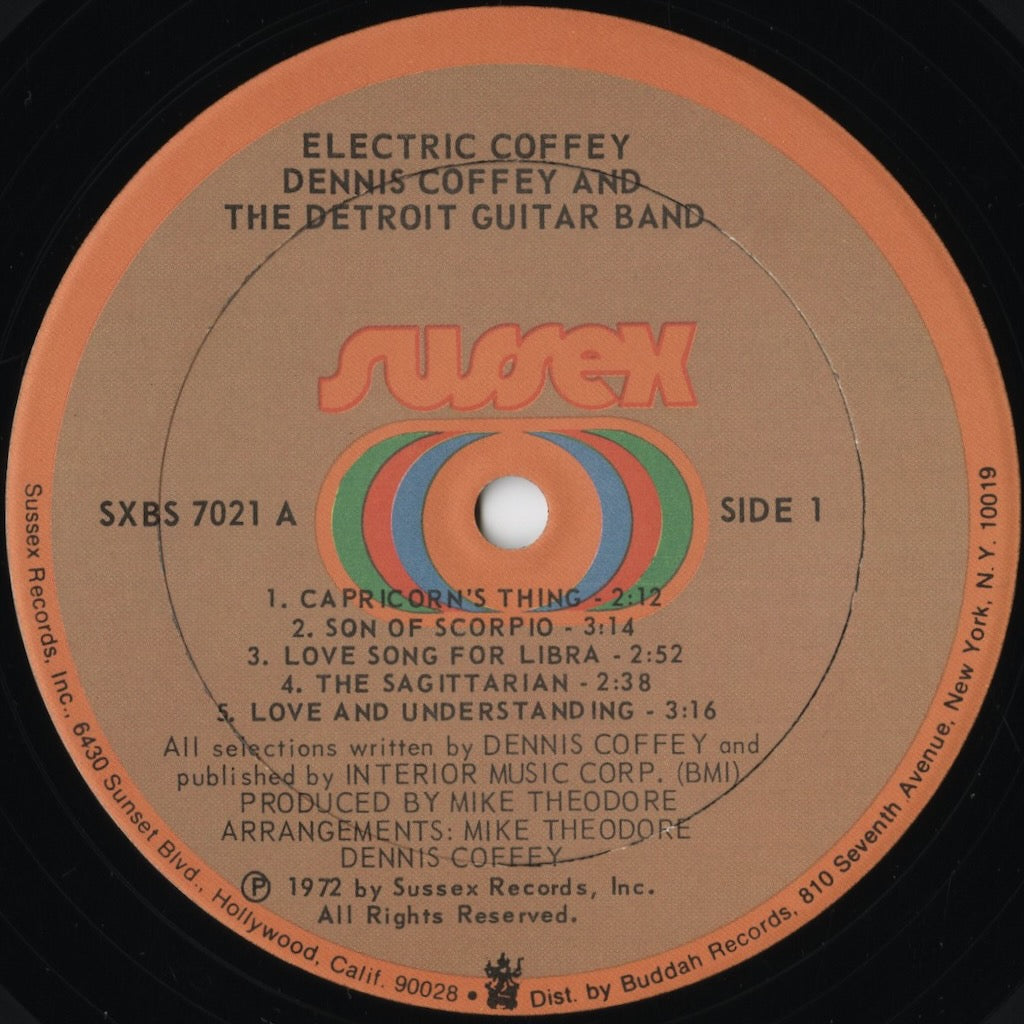 ELECTRIC COFFEY
DENNIS COFFEY AND
THE DETROIT GUITAR BAND
sussex
SXBS 7021 A
SIDE 1
1. CAPRICORN'S THING - 2:12
2. SON OF SCORPIO - 3:14
3. LOVE SONG FOR LIBRA - 2:52
4. THE SAGITTARIAN - 2:38
5. LOVE AND UNDERSTANDING - 3:16
All selections written by DENNIS COFFEY and
published by INTERIOR MUSIC CORP. (BMI)
PRODUCED BY MIKE THEODORE
ARRANGEMENTS: MIKE THEODORE
DENNIS COFFEY
℗ 1972 by Sussex Records, Inc.
All Rights Reserved.
Sussex Records, Inc., 6430 Sunset Blvd., Hollywood, Calif. 90028 • Dist. by Buddah Records, 810 Seventh Avenue, New York, N.Y. 10019